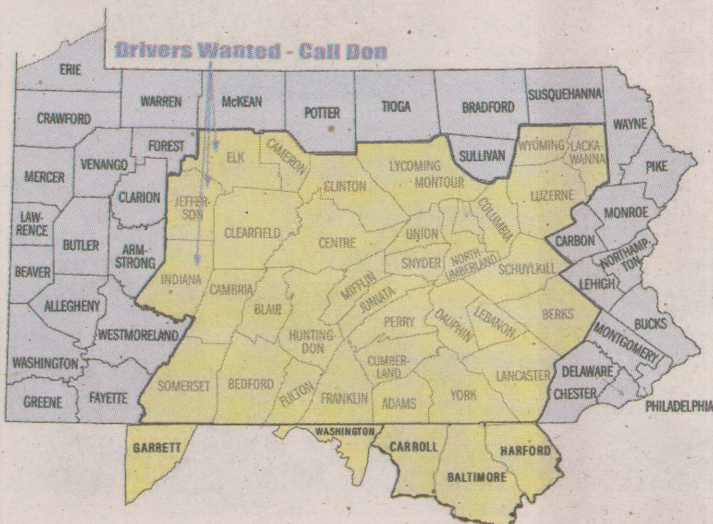 Drivers Wanted - Call Don
ERIE
CRAWFORD
WARREN
McKEAN
POTTER
TIOGA
BRADFORD
SUSQUEHANNA
WAYNE
MERCER
VENANGO
FOREST
ELK
CAMERON
CLINTON
LYCOMING
SULLIVAN
WYOMING
LACKA-
WANNA
PIKE
CLARION
JEFFER-
SON
CLEARFIELD
CENTRE
UNION
MONTOUR
COLUMBIA
LUZERNE
MONROE
LAW-
RENCE
BUTLER
ARM-
STRONG
SNYDER
NORTH-
UMBERLAND
CARBON
NORTHAMP-
TON
BEAVER
INDIANA
CAMBRIA
BLAIR
MIFFLIN
JUNIATA
SCHUYLKILL
LEHIGH
ALLEGHENY
WESTMORELAND
HUNTING-
DON
PERRY
DAUPHIN
LEBANON
BERKS
MONTGOMERY
BUCKS
WASHINGTON
GREENE
FAYETTE
SOMERSET
BEDFORD
FULTON
FRANKLIN
CUMBER-
LAND
ADAMS
YORK
LANCASTER
DELAWARE
CHESTER
PHILADELPHIA
GARRETT
WASHINGTON
CARROLL
BALTIMORE
HARFORD